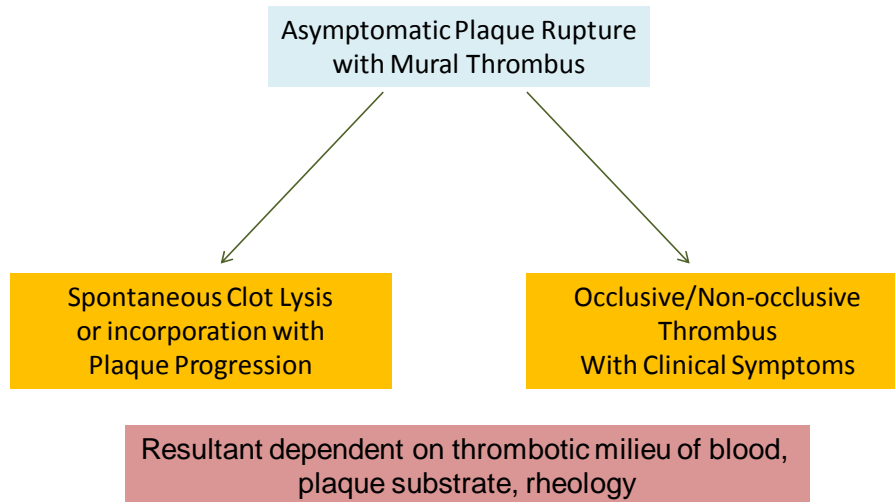 Asymptomatic Plaque Rupture
with Mural Thrombus
Spontaneous Clot Lysis
or incorporation with
Plaque Progression
Occlusive/Non-occlusive
Thrombus
With Clinical Symptoms
Resultant dependent on thrombotic milieu of blood,
plaque substrate, rheology